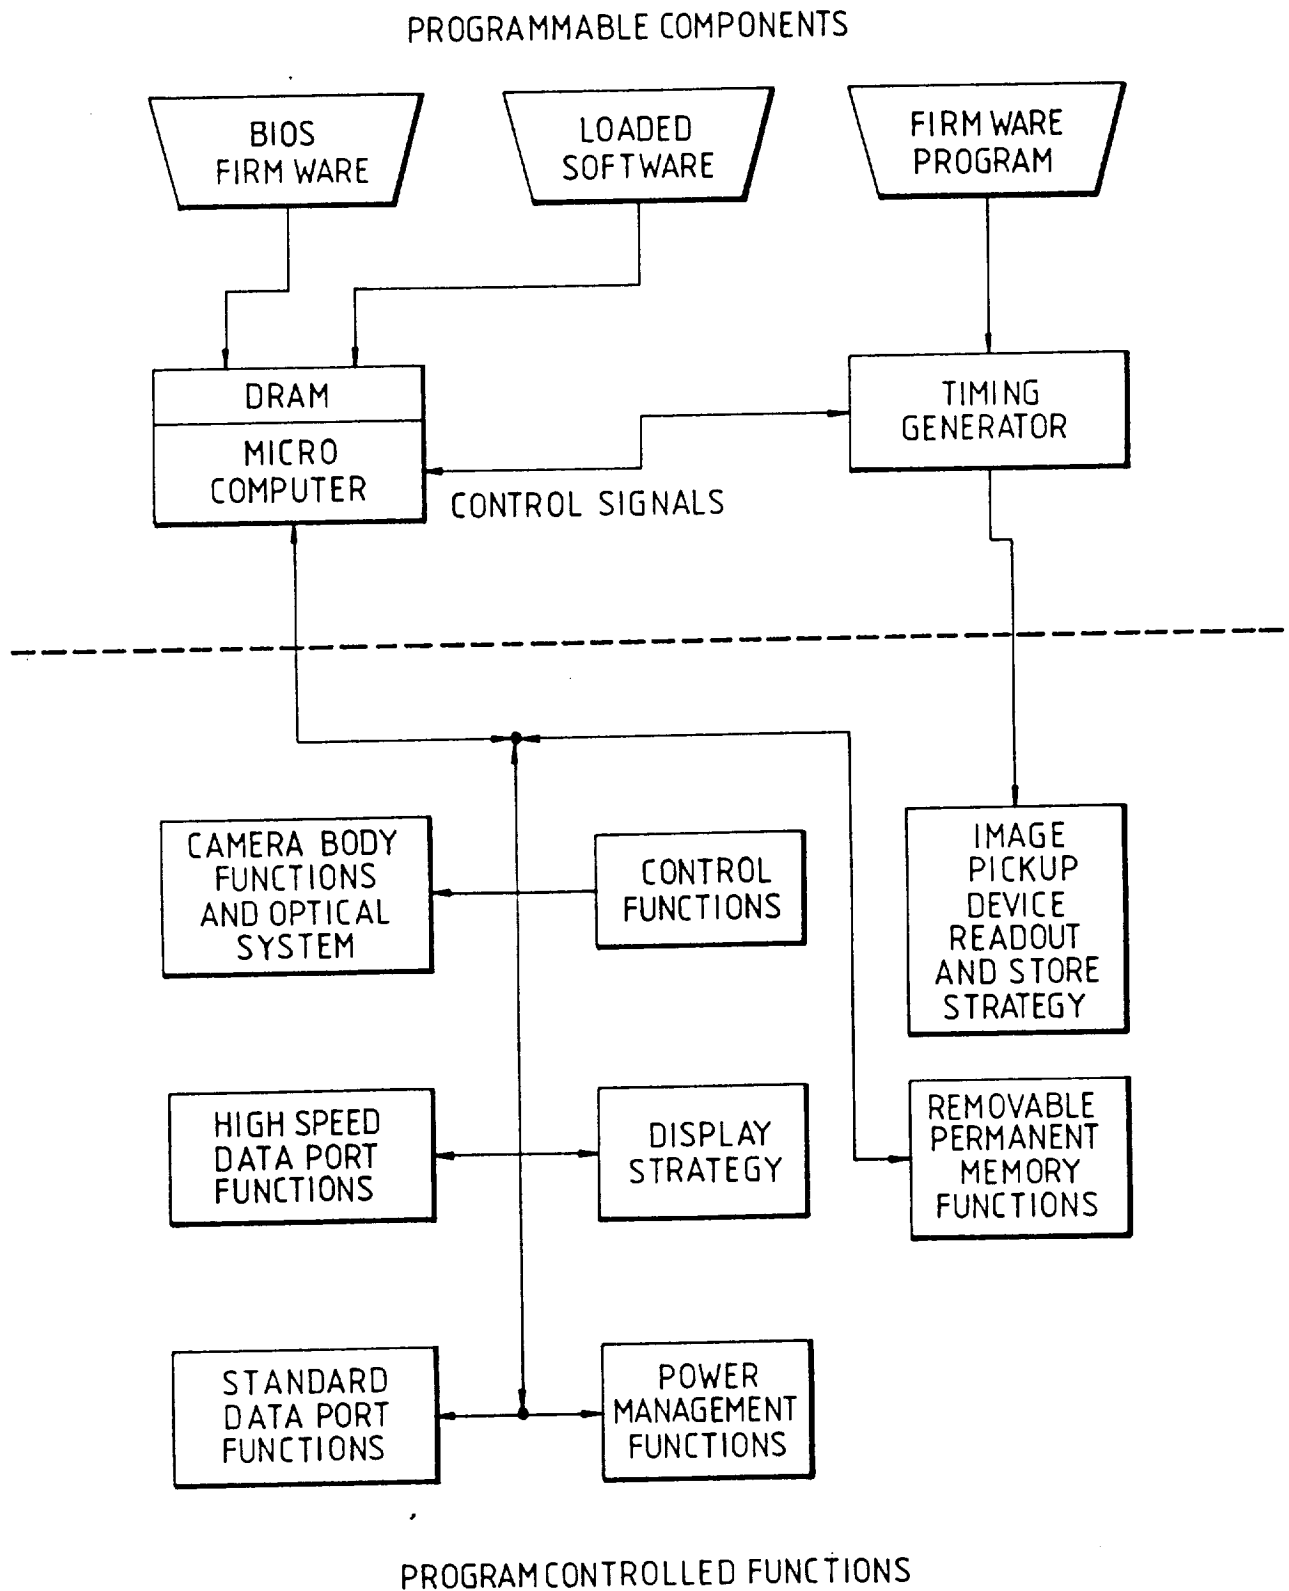 PROGRAMMABLE COMPONENTS
BIOS
FIRM WARE
LOADED
SOFTWARE
FIRM WARE
PROGRAM
DRAM
MICRO
COMPUTER
TIMING
GENERATOR
CONTROL SIGNALS
CAMERA BODY
FUNCTIONS
AND OPTICAL
SYSTEM
CONTROL
FUNCTIONS
IMAGE
PICKUP
DEVICE
READOUT
AND STORE
STRATEGY
HIGH SPEED
DATA PORT
FUNCTIONS
DISPLAY
STRATEGY
REMOVABLE
PERMANENT
MEMORY
FUNCTIONS
STANDARD
DATA PORT
FUNCTIONS
POWER
MANAGEMENT
FUNCTIONS
PROGRAM CONTROLLED FUNCTIONS